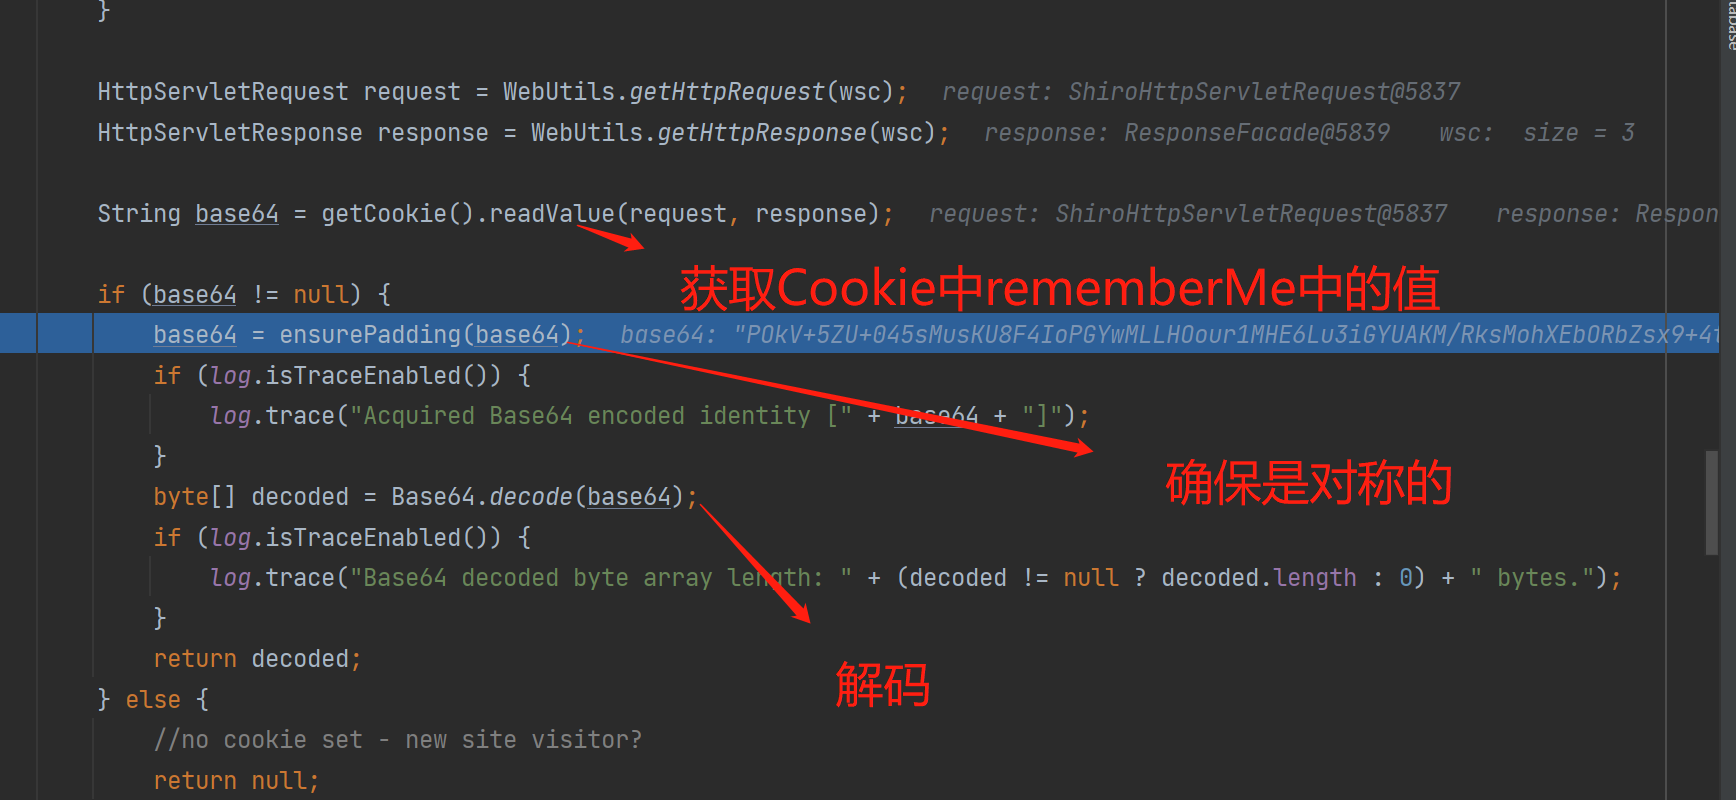 }
tabase
HttpServletRequest request = WebUtils.getHttpRequest(wsc); request: ShiroHttpServletRequest@5837
HttpServletResponse response = WebUtils.getHttpResponse(wsc); response: ResponseFacade@5839 wsc: size = 3
String base64 = getCookie().readValue(request, response); request: ShiroHttpServletRequest@5837 response: Respon
获取Cookie中rememberMe中的值
if (base64 != null) {
base64 = ensurePadding(base64); base64: "POkV+5ZU+045sMusKU8F4IoPGYwMLLHOour1MHE6Lu3iGYUAKM/RksMohXEbORbZsx9+4t
if (log.isTraceEnabled()) {
log.trace("Acquired Base64 encoded identity [" + base64 + "]");
}
确保是对称的
byte[] decoded = Base64.decode(base64);
if (log.isTraceEnabled()) {
log.trace("Base64 decoded byte array length: " + (decoded != null ? decoded.length : 0) + " bytes.");
}
return decoded;
解码
} else {
//no cookie set - new site visitor?
return null;